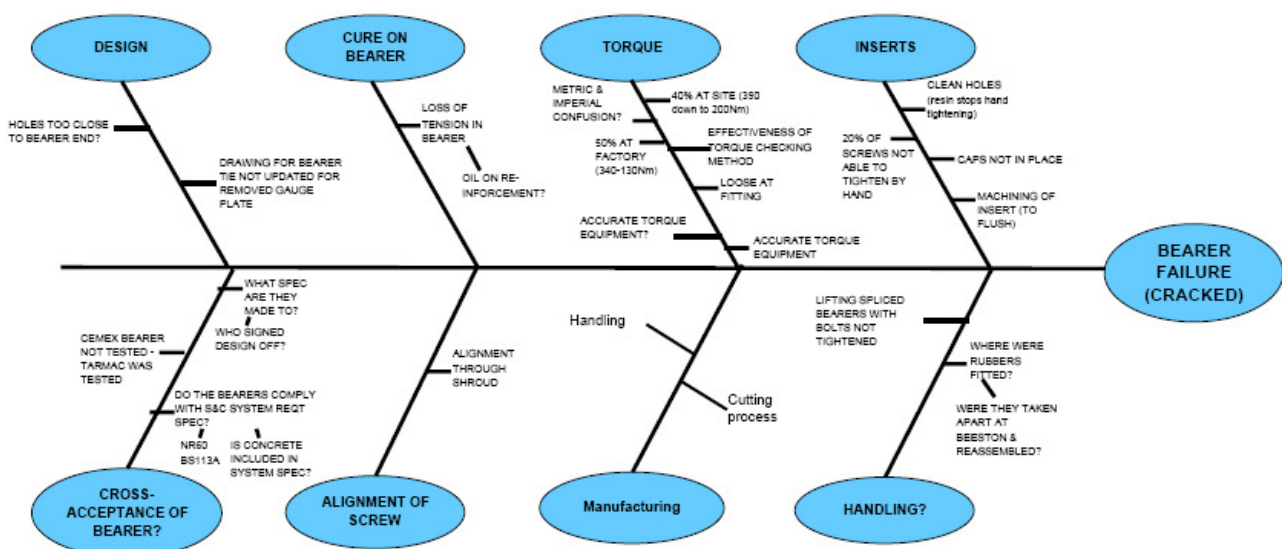 DESIGN
CURE ON
BEARER
TORQUE
INSERTS
HOLES TOO CLOSE
TO BEARER END?
DRAWING FOR BEARER
TIE NOT UPDATED FOR
REMOVED GAUGE
PLATE
LOSS OF
TENSION IN
BEARER
OIL ON RE-
INFORCEMENT?
METRIC &
IMPERIAL
CONFUSION?
40% AT SITE (390
down to 200Nm)
50% AT
FACTORY
(340-130Nm)
EFFECTIVENESS OF
TORQUE CHECKING
METHOD
LOOSE AT
FITTING
ACCURATE TORQUE
EQUIPMENT?
ACCURATE TORQUE
EQUIPMENT
CLEAN HOLES
(resin stops hand
tightening)
20% OF
SCREWS NOT
ABLE TO
TIGHTEN BY
HAND
CAPS NOT IN PLACE
MACHINING OF
INSERT (TO
FLUSH)
BEARER
FAILURE
(CRACKED)
WHAT SPEC
ARE THEY
MADE TO?
WHO SIGNED
DESIGN OFF?
CEMEX BEARER
NOT TESTED -
TARMAC WAS
TESTED
DO THE BEARERS COMPLY
WITH S&C SYSTEM REQT
SPEC?
NR60
BS113A
IS CONCRETE
INCLUDED IN
SYSTEM SPEC?
ALIGNMENT
THROUGH
SHROUD
Handling
Cutting
process
LIFTING SPLICED
BEARERS WITH
BOLTS NOT
TIGHTENED
WHERE WERE
RUBBERS
FITTED?
WERE THEY TAKEN
APART AT
BEESTON &
REASSEMBLED?
CROSS-
ACCEPTANCE OF
BEARER?
ALIGNMENT OF
SCREW
Manufacturing
HANDLING?